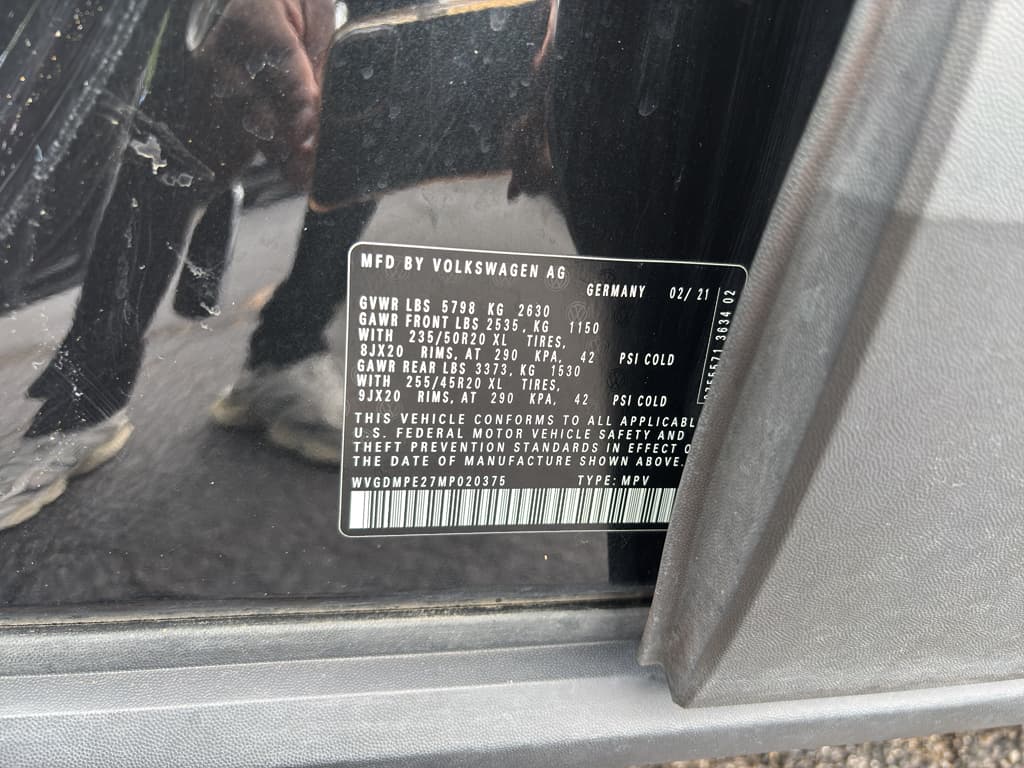 MFD BY VOLKSWAGEN AG
GERMANY 02/21
GVWR LBS 5798 KG 2630
GAWR FRONT LBS 2535, KG 1150
WITH 235/50R20 XL TIRES,
8JX20 RIMS, AT 290 KPA, 42 PSI COLD
GAWR REAR LBS 3373, KG 1530
WITH 255/45R20 XL TIRES,
9JX20 RIMS, AT 290 KPA, 42 PSI COLD
THIS VEHICLE CONFORMS TO ALL APPLICABL
U.S. FEDERAL MOTOR VEHICLE SAFETY AND
THEFT PREVENTION STANDARDS IN EFFECT O
THE DATE OF MANUFACTURE SHOWN ABOVE.
WVGDMPE27MP020375 TYPE: MPV
3634 02